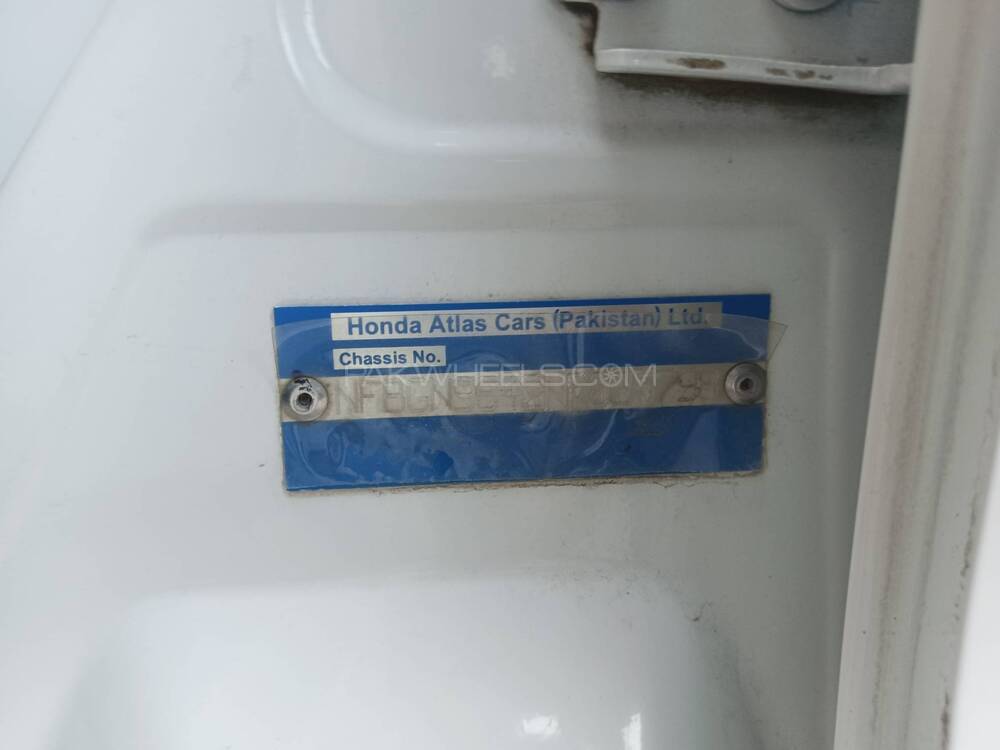 Honda Atlas Cars (Pakistan) Ltd.
Chassis No.
PAKWHEELS.COM